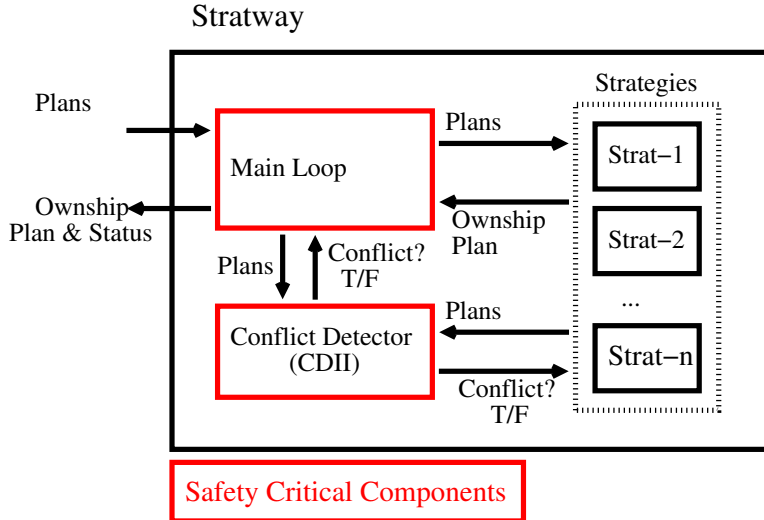 Stratway
Strategies
Plans
Plans
Main Loop
Strat−1
Ownship
Plan & Status
Ownship
Plan
Strat−2
Plans
Conflict?
T/F
...
Plans
Conflict Detector
(CDII)
Strat−n
Conflict?
T/F
Safety Critical Components